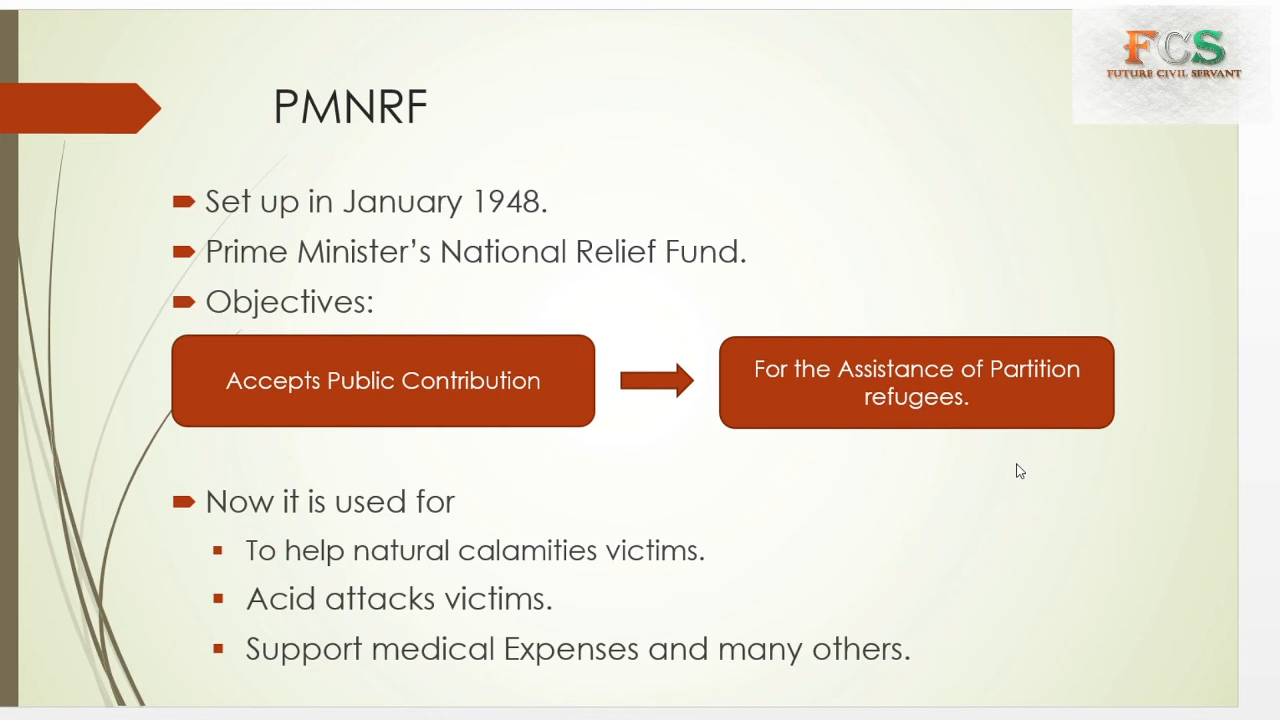 FCS
FUTURE CIVIL SERVANT
PMNRF
Set up in January 1948.
Prime Minister’s National Relief Fund.
Objectives:
Accepts Public Contribution
For the Assistance of Partition
refugees.
Now it is used for
To help natural calamities victims.
Acid attacks victims.
Support medical Expenses and many others.